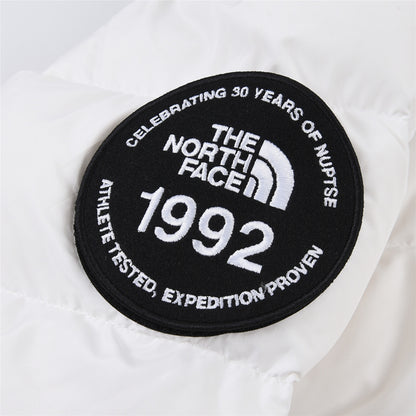 CELEBRATING 30 YEARS OF NUPTSE
THE
NORTH
FACE
1992
ATHLETE TESTED, EXPEDITION PROVEN